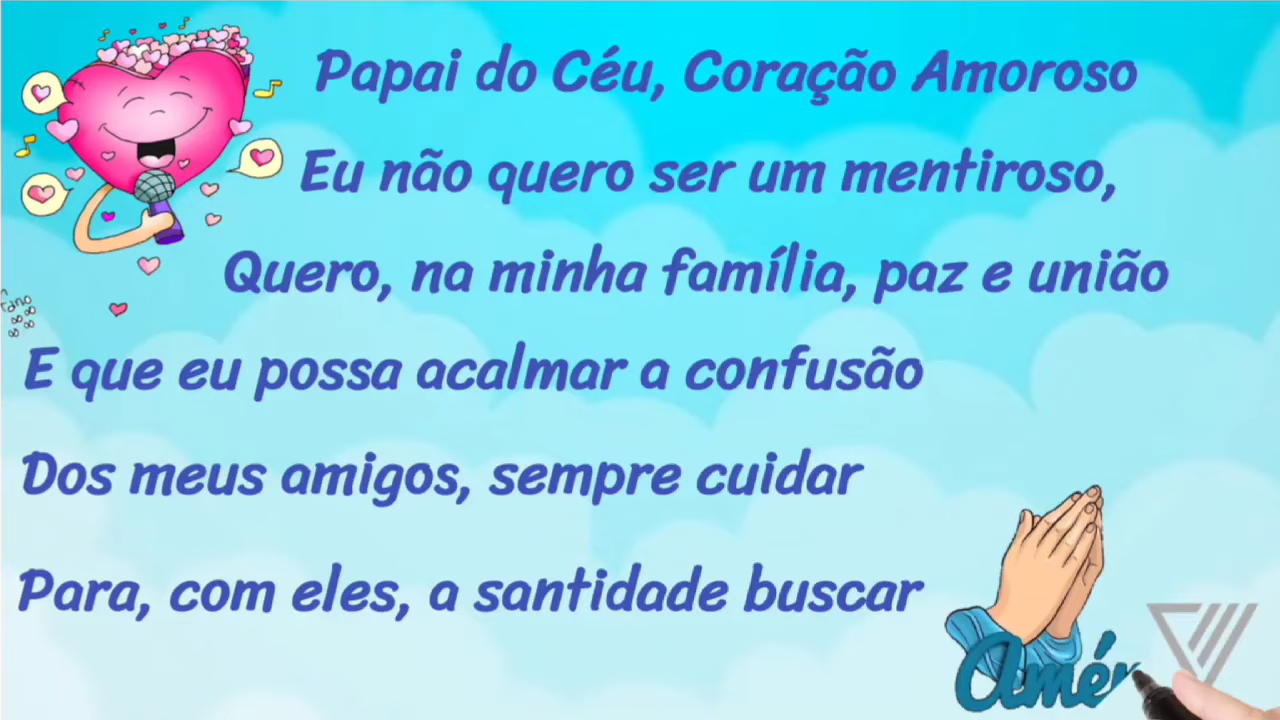 Papai do Céu, Coração Amoroso
Eu não quero ser um mentiroso,
Quero, na minha família, paz e união
E que eu possa acalmar a confusão
Dos meus amigos, sempre cuidar
Para, com eles, a santidade buscar
Amé